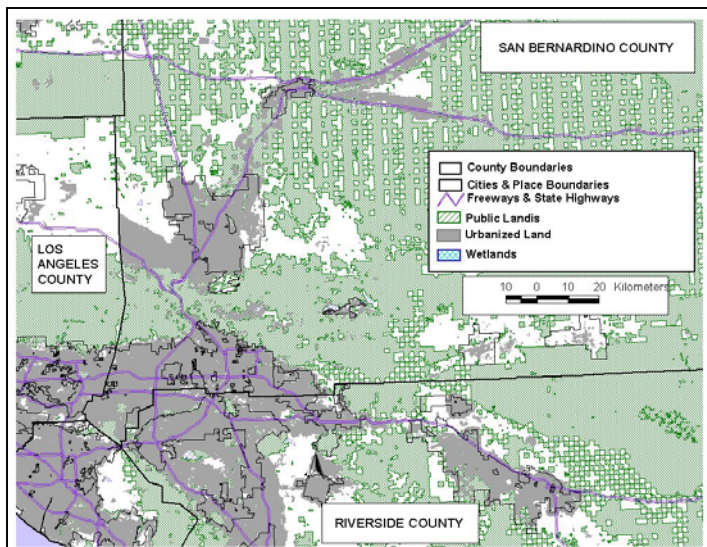 SAN BERNARDINO COUNTY
County Boundaries
Cities & Place Boundaries
Freeways & State Highways
Public Landis
Urbanized Land
Wetlands
LOS
ANGELES
COUNTY
10 0 10 20 Kilometers
RIVERSIDE COUNTY